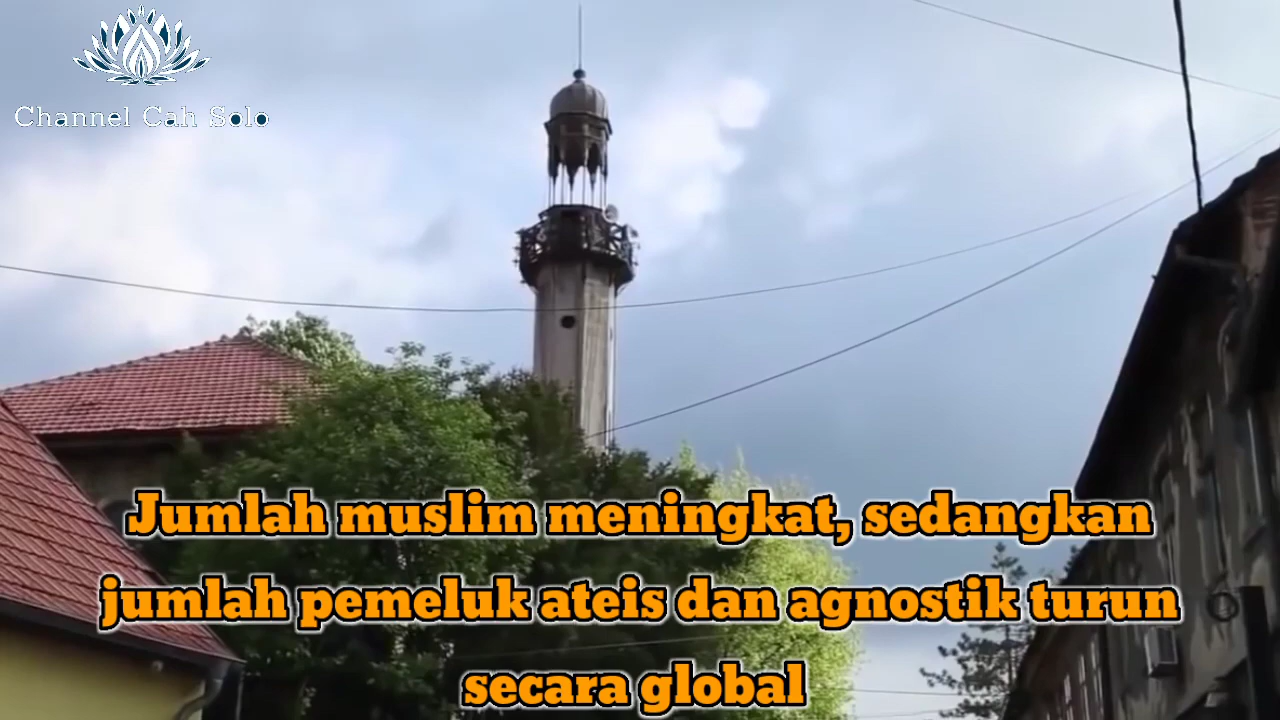 Channel Cah Solo
Jumlah muslim meningkat, sedangkan
jumlah pemeluk ateis dan agnostik turun
secara global